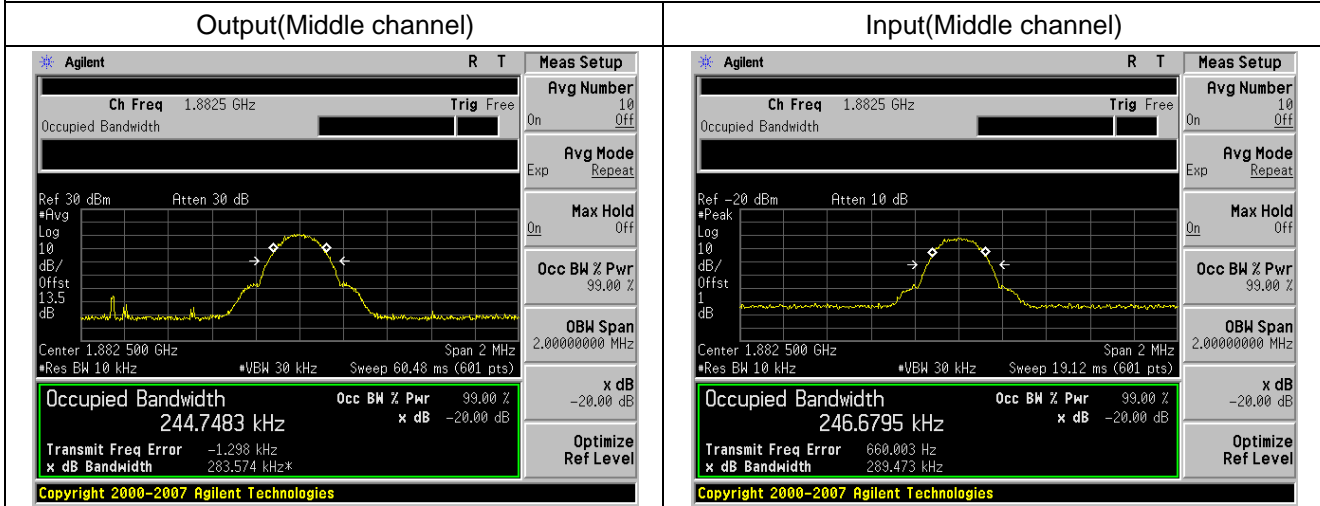 Output(Middle channel)
Agilent R T
Ch Freq 1.8825 GHz Trig Free
Occupied Bandwidth
Ref 30 dBm Atten 30 dB
#Avg
Log
10
dB/
Offst
13.5
dB
Center 1.882 500 GHz Span 2 MHz
#Res BW 10 kHz #VBW 30 kHz Sweep 60.48 ms (601 pts)
Occupied Bandwidth Occ BW % Pwr 99.00 %
244.7483 kHz x dB -20.00 dB
Transmit Freq Error -1.298 kHz
x dB Bandwidth 283.574 kHz*
Copyright 2000-2007 Agilent Technologies
Meas Setup
Avg Number
10
On Off
Avg Mode
Exp Repeat
Max Hold
On Off
Occ BW % Pwr
99.00 %
OBW Span
2.00000000 MHz
x dB
-20.00 dB
Optimize
Ref Level
Input(Middle channel)
Agilent R T
Ch Freq 1.8825 GHz Trig Free
Occupied Bandwidth
Ref -20 dBm Atten 10 dB
#Peak
Log
10
dB/
Offst
1
dB
Center 1.882 500 GHz Span 2 MHz
#Res BW 10 kHz #VBW 30 kHz Sweep 19.12 ms (601 pts)
Occupied Bandwidth Occ BW % Pwr 99.00 %
246.6795 kHz x dB -20.00 dB
Transmit Freq Error 660.003 Hz
x dB Bandwidth 289.473 kHz
Copyright 2000-2007 Agilent Technologies
Meas Setup
Avg Number
10
On Off
Avg Mode
Exp Repeat
Max Hold
On Off
Occ BW % Pwr
99.00 %
OBW Span
2.00000000 MHz
x dB
-20.00 dB
Optimize
Ref Level